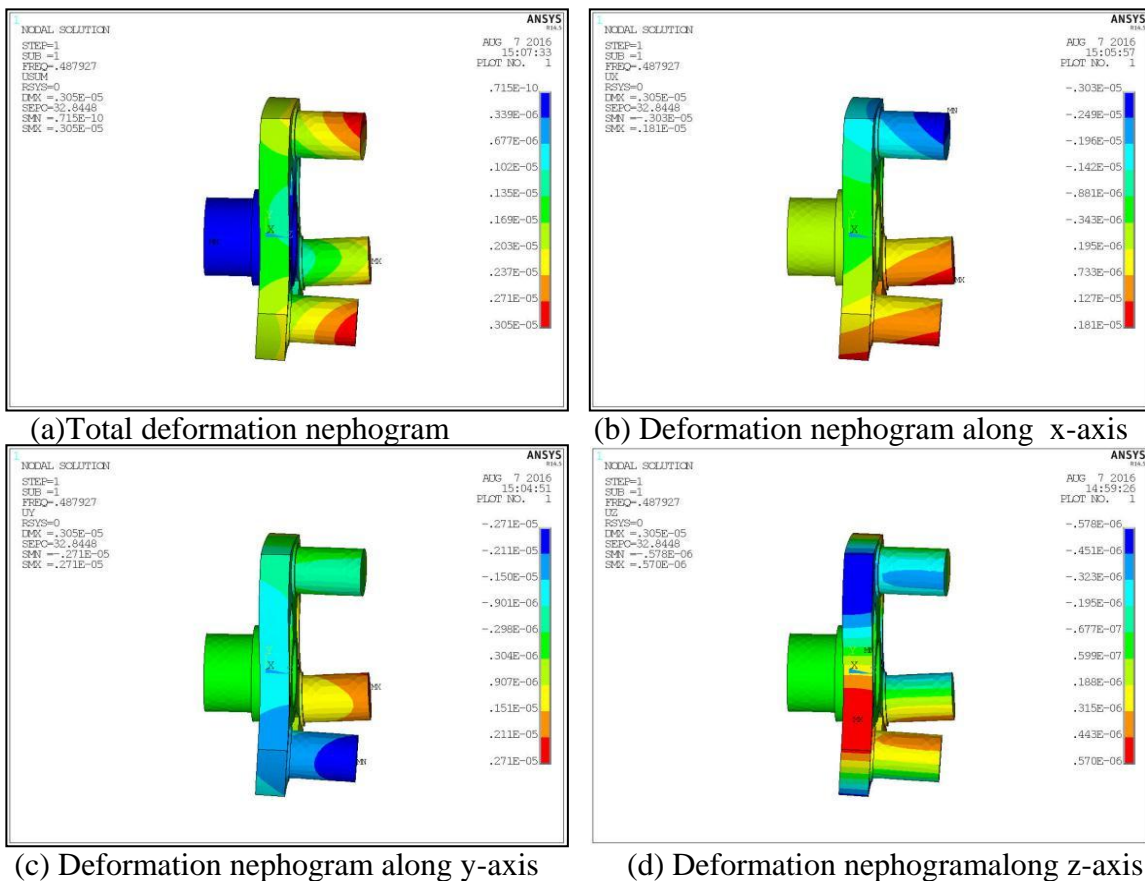 1
ANSYS
R14.5
NODAL SOLUTION
STEP=1
SUB =1
FREQ=.487927
USUM
RSYS=0
DMX =.305E-05
SEPC=32.8448
SMN =.715E-10
SMX =.305E-05
AUG 7 2016
15:07:33
PLOT NO. 1
MN
Y
X
MX
.715E-10
.339E-06
.677E-06
.102E-05
.135E-05
.169E-05
.203E-05
.237E-05
.271E-05
.305E-05
(a)Total deformation nephogram
1
ANSYS
R14.5
NODAL SOLUTION
STEP=1
SUB =1
FREQ=.487927
UX
RSYS=0
DMX =.305E-05
SEPC=32.8448
SMN =-.303E-05
SMX =.181E-05
AUG 7 2016
15:05:57
PLOT NO. 1
MN
Y
X
MX
-.303E-05
-.249E-05
-.196E-05
-.142E-05
-.881E-06
-.343E-06
.195E-06
.733E-06
.127E-05
.181E-05
(b) Deformation nephogram along x-axis
1
ANSYS
R14.5
NODAL SOLUTION
STEP=1
SUB =1
FREQ=.487927
UY
RSYS=0
DMX =.305E-05
SEPC=32.8448
SMN =-.271E-05
SMX =.271E-05
AUG 7 2016
15:04:51
PLOT NO. 1
Y
X
MX
MN
-.271E-05
-.211E-05
-.150E-05
-.901E-06
-.298E-06
.304E-06
.907E-06
.151E-05
.211E-05
.271E-05
(c) Deformation nephogram along y-axis
1
ANSYS
R14.5
NODAL SOLUTION
STEP=1
SUB =1
FREQ=.487927
UZ
RSYS=0
DMX =.305E-05
SEPC=32.8448
SMN =-.578E-06
SMX =.570E-06
AUG 7 2016
14:59:26
PLOT NO. 1
Y
MN
X
MX
-.578E-06
-.451E-06
-.323E-06
-.195E-06
-.677E-07
.599E-07
.188E-06
.315E-06
.443E-06
.570E-06
(d) Deformation nephogramalong z-axis